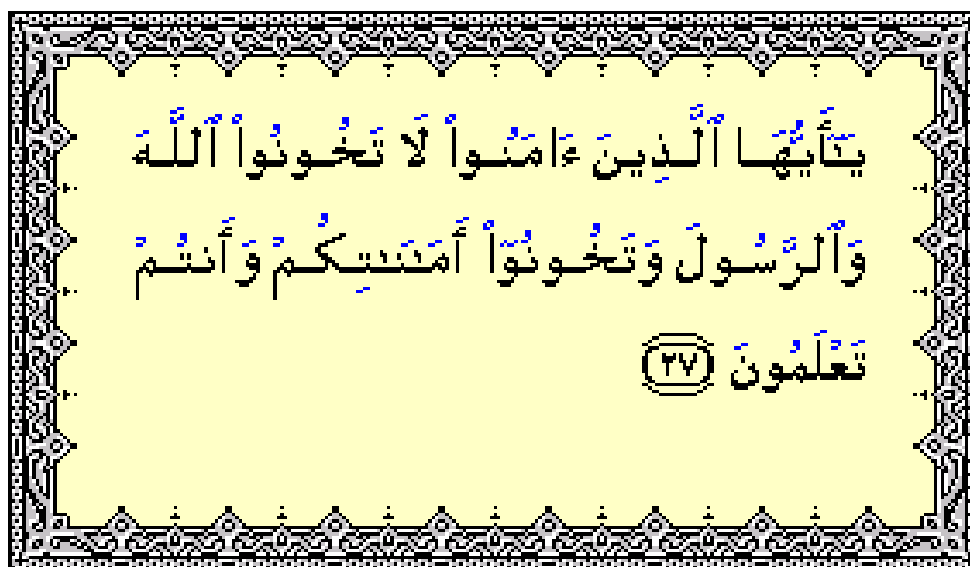 يَـٰٓأَيُّهَا ٱلَّذِينَ ءَامَنُوا۟ لَا تَخُونُوا۟ ٱللَّهَ
وَٱلرَّسُولَ وَتَخُونُوٓا۟ أَمَـٰنَـٰتِكُمْ وَأَنتُمْ
تَعْلَمُونَ ٢٧